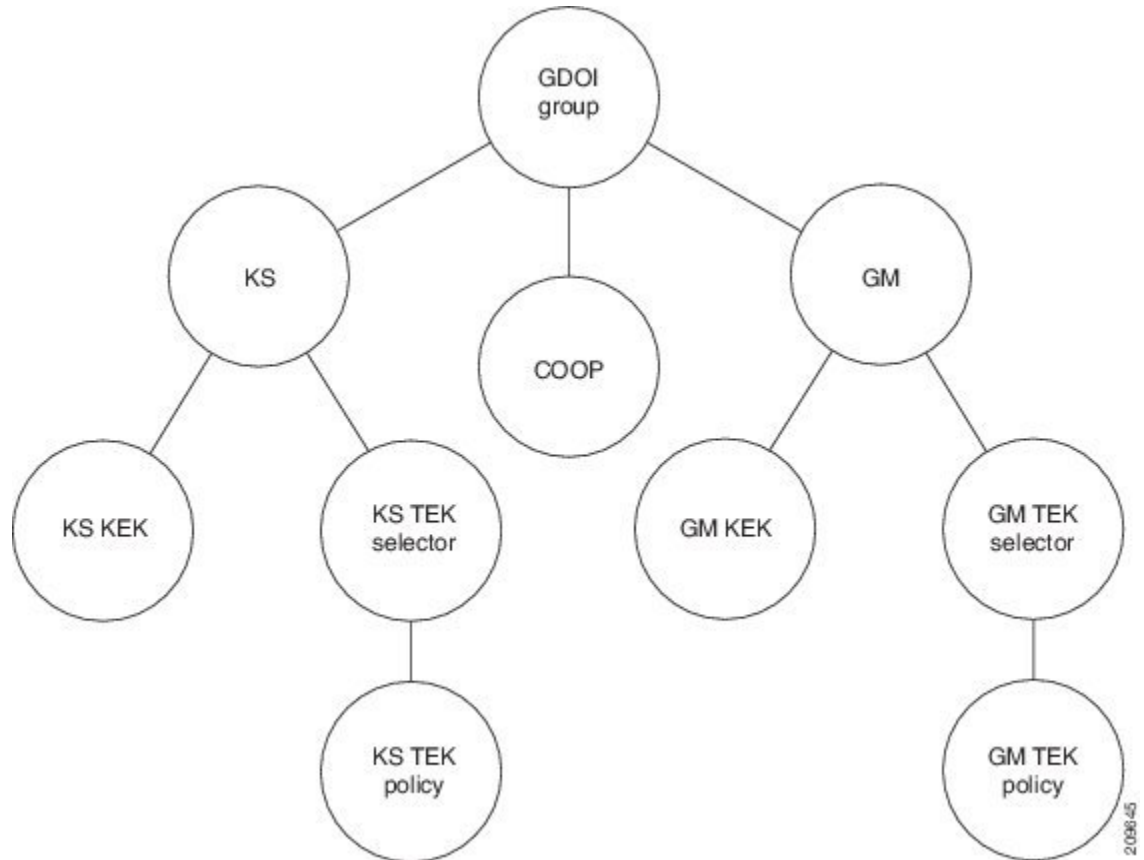 GDOI
group
KS
GM
COOP
KS KEK
KS TEK
selector
GM KEK
GM TEK
selector
KS TEK
policy
GM TEK
policy
209645